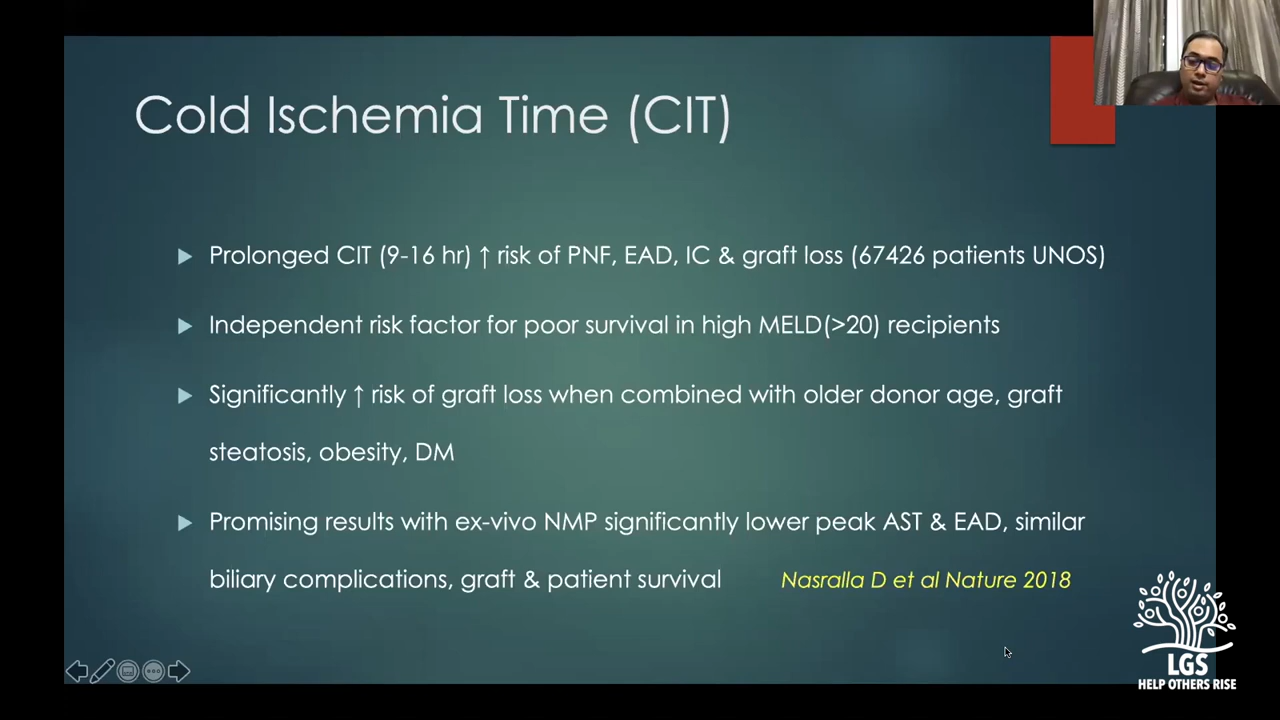 Cold Ischemia Time (CIT)
Prolonged CIT (9-16 hr) ↑ risk of PNF, EAD, IC & graft loss (67426 patients UNOS)
Independent risk factor for poor survival in high MELD(>20) recipients
Significantly ↑ risk of graft loss when combined with older donor age, graft
steatosis, obesity, DM
Promising results with ex-vivo NMP significantly lower peak AST & EAD, similar
biliary complications, graft & patient survival Nasralla D et al Nature 2018
LGS
HELP OTHERS RISE